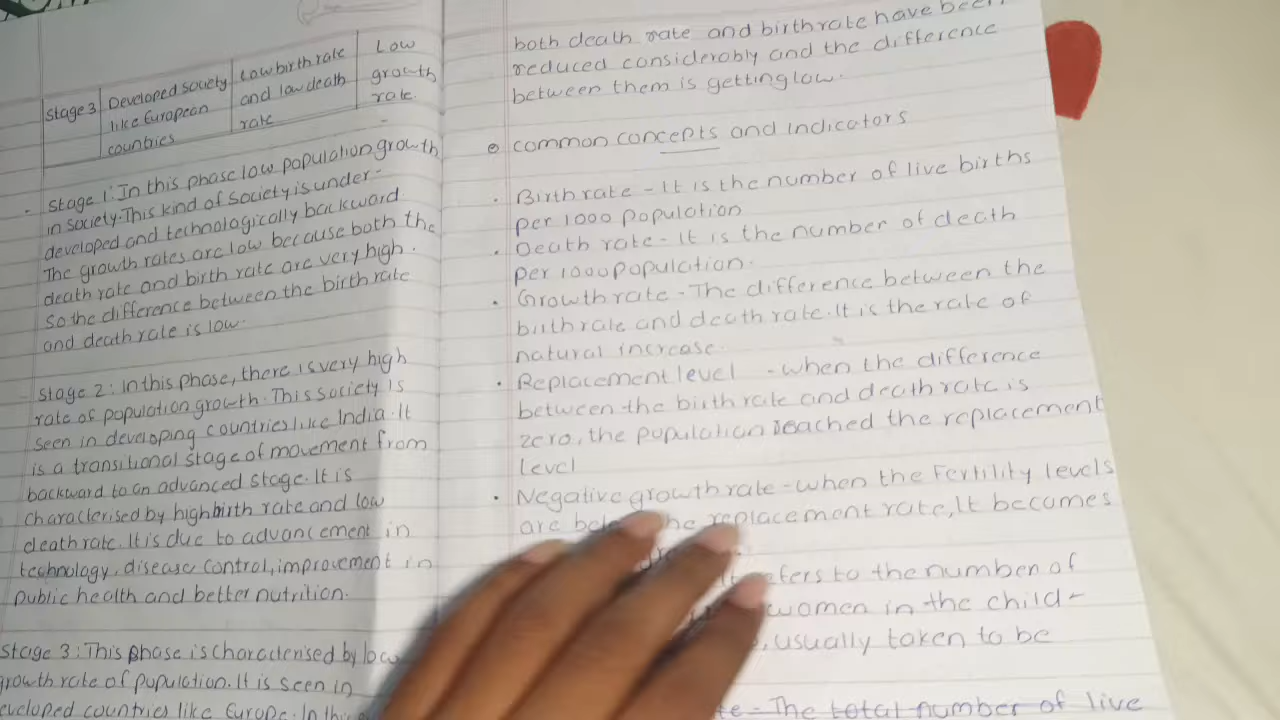 Stage 3 Developed society like European countries Low birth rate and low death rate Low growth rate.
Stage 1: In this phase low population growth
in society. This kind of society is under-
developed and technologically backward
The growth rates are low because both the
death rate and birth rate are very high.
So the difference between the birth rate
and death rate is low.
Stage 2: In this phase, there is very high
rate of population growth. This society is
seen in developing countries like India. It
is a transitional stage of movement from
backward to an advanced stage. It is
characterised by high birth rate and low
death rate. It is due to advancement in
technology, disease control, improvement in
public health and better nutrition.
Stage 3: This phase is characterised by low
growth rate of population. It is seen in
countries like Europe. In
both death rate and birth rate have been
reduced considerably and the difference
between them is getting low.
common concepts and indicators
Birth rate - It is the number of live births
per 1000 population
Death rate - It is the number of death
per 1000 population.
Growth rate - The difference between the
birth rate and death rate. It is the rate of
natural increase.
Replacement level - when the difference
between the birth rate and death rate is
zero, the population reached the replacement
level
Negative growth rate - when the Fertility levels
are replacement rate, It becomes
to the number of
women in the child-
usually taken to be
- The total number of live